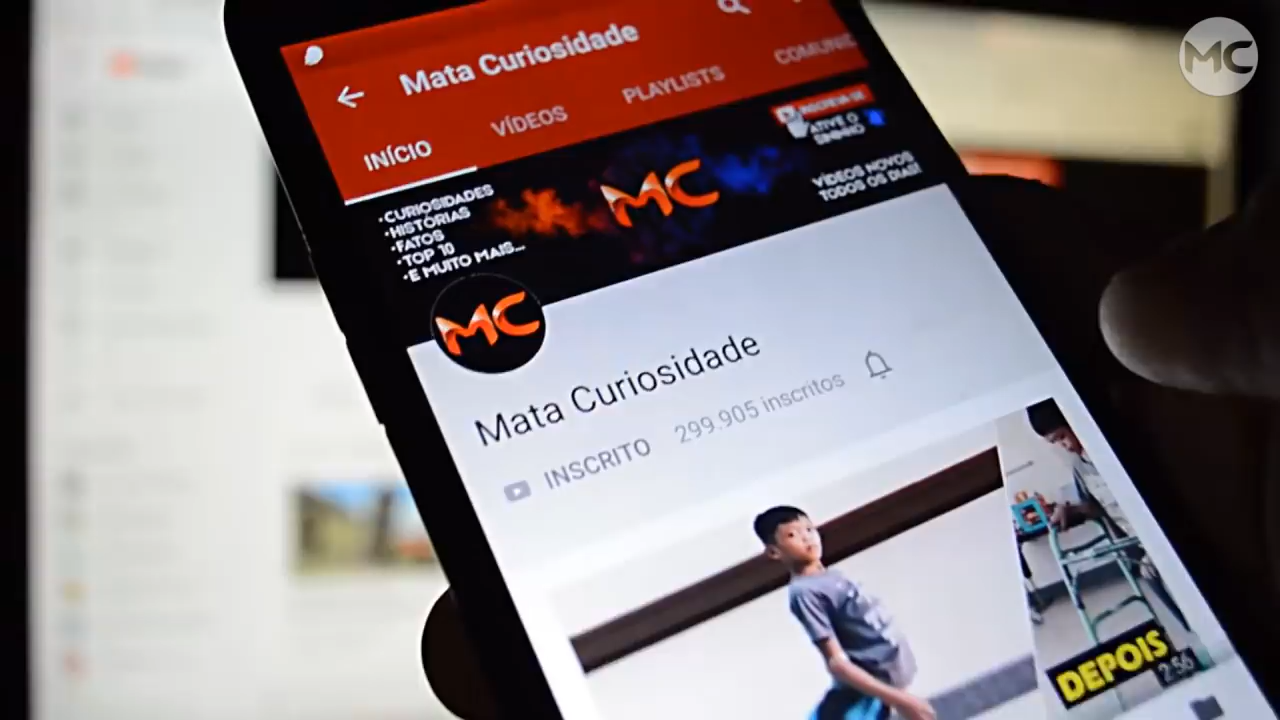 MC
Mata Curiosidade
INÍCIO
VÍDEOS
PLAYLISTS
COMUNI
• CURIOSIDADES
• HISTÓRIAS
• FATOS
• TOP 10
• E MUITO MAIS...
MC
INSCREVA-SE
ATIVE O
SININHO
VÍDEOS NOVOS
TODOS OS DIAS!
MC
Mata Curiosidade
INSCRITO
299.905 inscritos
DEPOIS
2:56